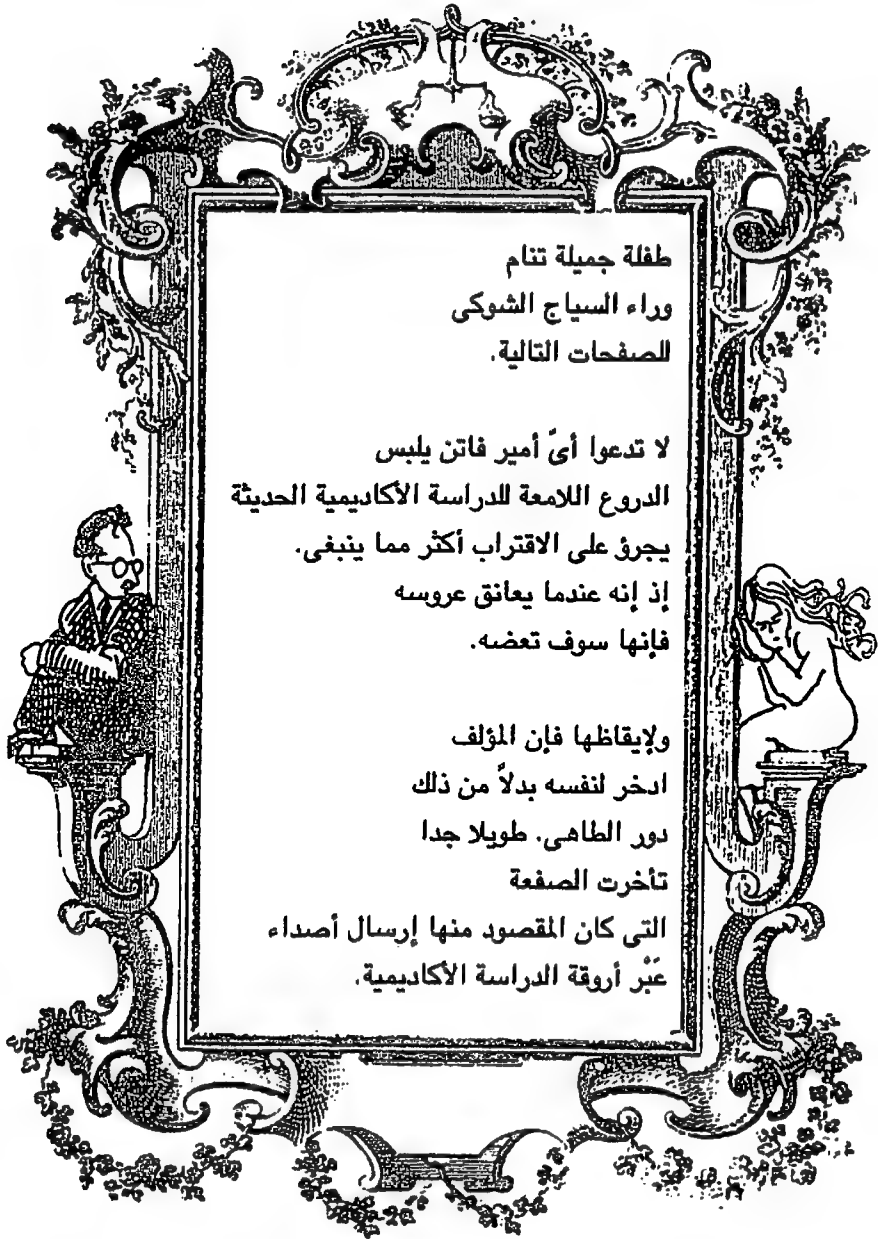 طفلة جميلة تنام
وراء السياج الشوكى
للصفحات التالية.
لا تدعوا أىّ أمير فاتن يلبس
الدروع اللامعة للدراسة الأكاديمية الحديثة
يجرؤ على الاقتراب أكثر مما ينبغى.
إذ إنه عندما يعانق عروسه
فإنها سوف تعضه.
ولإيقاظها فإن المؤلف
ادخر لنفسه بدلاً من ذلك
دور الطاهى. طويلا جدا
تأخرت الصفعة
التى كان المقصود منها إرسال أصداء
عَبْر أروقة الدراسة الأكاديمية.